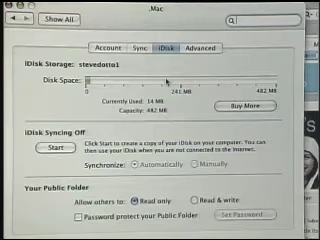 .Mac
Show All
Account Sync iDisk Advanced
iDisk Storage: stevedotto1
Disk Space:
0 241 MB 482 MB
Currently Used: 14 MB
Capacity: 482 MB
Buy More
iDisk Syncing Off
Start
Click Start to create a copy of your iDisk on your computer. You can
then use your iDisk when you are not connected to the Internet.
Synchronize: Automatically Manually
Your Public Folder
Allow others to: Read only Read & write
Password protect your Public Folder Set Password...